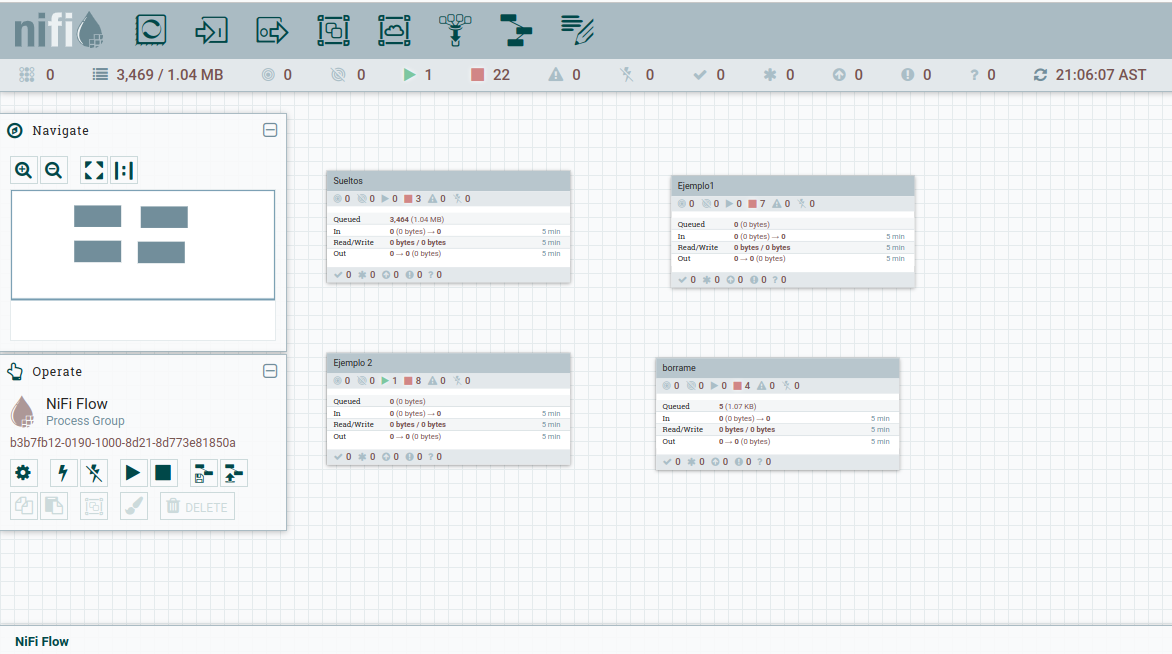 nifi
0 3,469 / 1.04 MB 0 0 1 22 0 0 0 0 0 0 ? 0 21:06:07 AST
Navigate
Operate
NiFi Flow
Process Group
b3b7fb12-0190-1000-8d21-8d773e81850a
DELETE
Sueltos
0 0 0 3 0 0
Queued 3,464 (1.04 MB)
In 0 (0 bytes) → 0 5 min
Read/Write 0 bytes / 0 bytes 5 min
Out 0 → 0 (0 bytes) 5 min
0 0 0 0 ? 0
Ejemplo1
0 0 0 7 0 0
Queued 0 (0 bytes)
In 0 (0 bytes) → 0 5 min
Read/Write 0 bytes / 0 bytes 5 min
Out 0 → 0 (0 bytes) 5 min
0 0 0 0 ? 0
Ejemplo 2
0 0 1 8 0 0
Queued 0 (0 bytes)
In 0 (0 bytes) → 0 5 min
Read/Write 0 bytes / 0 bytes 5 min
Out 0 → 0 (0 bytes) 5 min
0 0 0 0 ? 0
borrame
0 0 0 4 0 0
Queued 5 (1.07 KB)
In 0 (0 bytes) → 0 5 min
Read/Write 0 bytes / 0 bytes 5 min
Out 0 → 0 (0 bytes) 5 min
0 0 0 0 ? 0
NiFi Flow